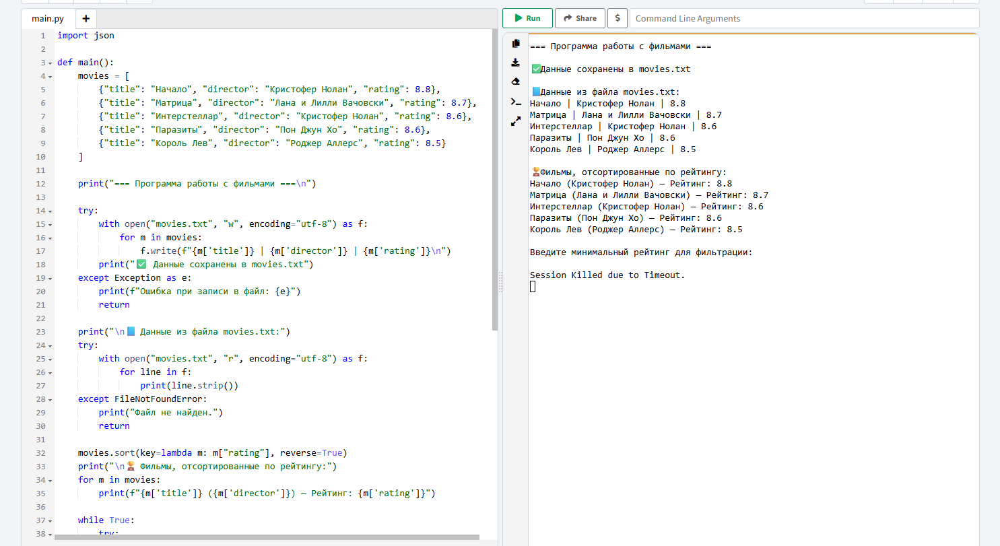 main.py +
Run Share $ Command Line Arguments
1 import json
2
3 def main():
4 movies = [
5 {"title": "Начало", "director": "Кристофер Нолан", "rating": 8.8},
6 {"title": "Матрица", "director": "Лана и Лилли Вачовски", "rating": 8.7},
7 {"title": "Интерстеллар", "director": "Кристофер Нолан", "rating": 8.6},
8 {"title": "Паразиты", "director": "Пон Джун Хо", "rating": 8.6},
9 {"title": "Король Лев", "director": "Роджер Аллерс", "rating": 8.5}
10 ]
11
12 print("=== Программа работы с фильмами ===\n")
13
14 try:
15 with open("movies.txt", "w", encoding="utf-8") as f:
16 for m in movies:
17 f.write(f"{m['title']} | {m['director']} | {m['rating']}\n")
18 print("✅ Данные сохранены в movies.txt")
19 except Exception as e:
20 print(f"Ошибка при записи в файл: {e}")
21 return
22
23 print("\n📘 Данные из файла movies.txt:")
24 try:
25 with open("movies.txt", "r", encoding="utf-8") as f:
26 for line in f:
27 print(line.strip())
28 except FileNotFoundError:
29 print("Файл не найден.")
30 return
31
32 movies.sort(key=lambda m: m["rating"], reverse=True)
33 print("\n🏆 Фильмы, отсортированные по рейтингу:")
34 for m in movies:
35 print(f"{m['title']} ({m['director']}) — Рейтинг: {m['rating']}")
36
37 while True:
38 try:
=== Программа работы с фильмами ===
✅Данные сохранены в movies.txt
📘Данные из файла movies.txt:
Начало | Кристофер Нолан | 8.8
Матрица | Лана и Лилли Вачовски | 8.7
Интерстеллар | Кристофер Нолан | 8.6
Паразиты | Пон Джун Хо | 8.6
Король Лев | Роджер Аллерс | 8.5
🏆Фильмы, отсортированные по рейтингу:
Начало (Кристофер Нолан) — Рейтинг: 8.8
Матрица (Лана и Лилли Вачовски) — Рейтинг: 8.7
Интерстеллар (Кристофер Нолан) — Рейтинг: 8.6
Паразиты (Пон Джун Хо) — Рейтинг: 8.6
Король Лев (Роджер Аллерс) — Рейтинг: 8.5
Введите минимальный рейтинг для фильтрации:
Session Killed due to Timeout.